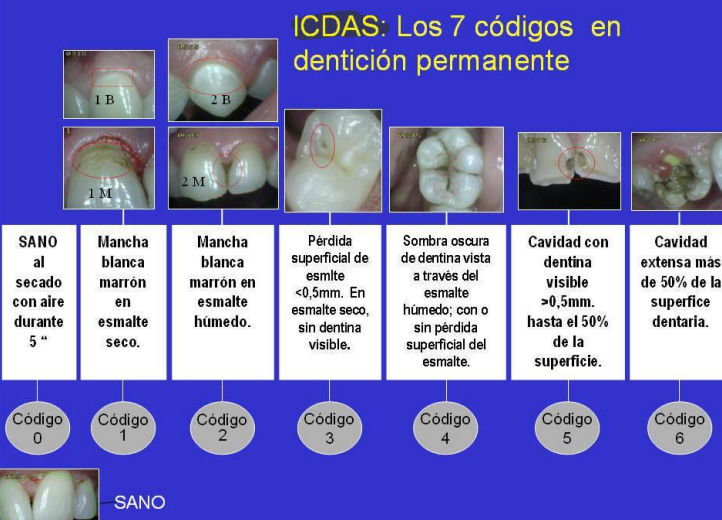 ICDAS: Los 7 códigos en
dentición permanente
1 B
2 B
1 M
2 M
SANO
al
secado
con aire
durante
5 “
Mancha
blanca
marrón
en
esmalte
seco.
Mancha
blanca
marrón en
esmalte
húmedo.
Pérdida
superficial de
esmlte
<0,5mm. En
esmalte seco,
sin dentina
visible.
Sombra oscura
de dentina vista
a través del
esmalte
húmedo; con o
sin pérdida
superficial del
esmalte.
Cavidad con
dentina
visible
>0,5mm.
hasta el 50%
de la
superficie.
Cavidad
extensa más
de 50% de la
superfice
dentaria.
Código
0
Código
1
Código
2
Código
3
Código
4
Código
5
Código
6
SANO